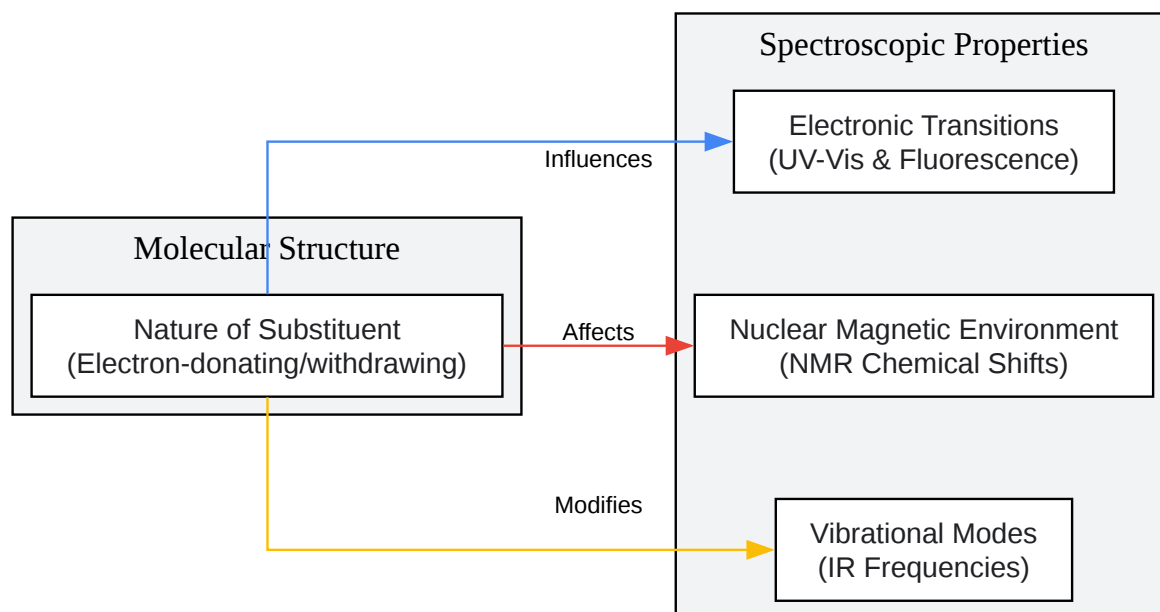 Spectroscopic Properties
Electronic Transitions
(UV-Vis & Fluorescence)
Influences
Molecular Structure
Nature of Substituent
(Electron-donating/withdrawing)
Affects
Nuclear Magnetic Environment
(NMR Chemical Shifts)
Modifies
Vibrational Modes
(IR Frequencies)